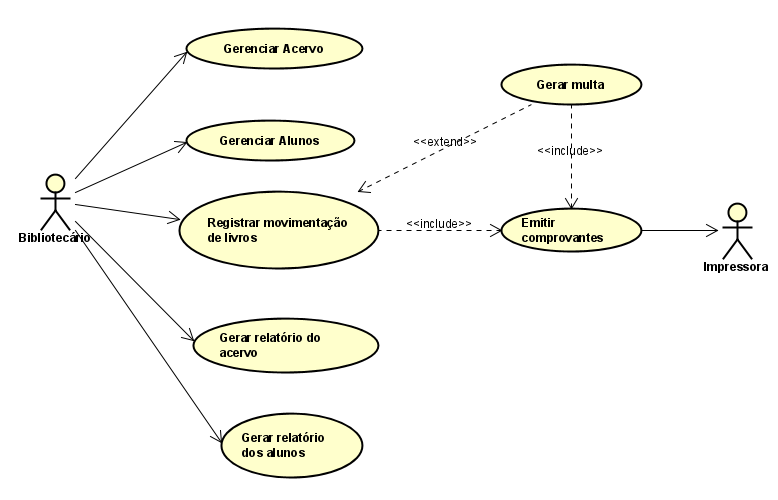 Gerenciar Acervo
Gerar multa
Gerenciar Alunos
<<extend>>
<<include>>
Registrar movimentação
de livros
<<include>>
Emitir
comprovantes
Bibliotecário
Impressora
Gerar relatório do
acervo
Gerar relatório
dos alunos